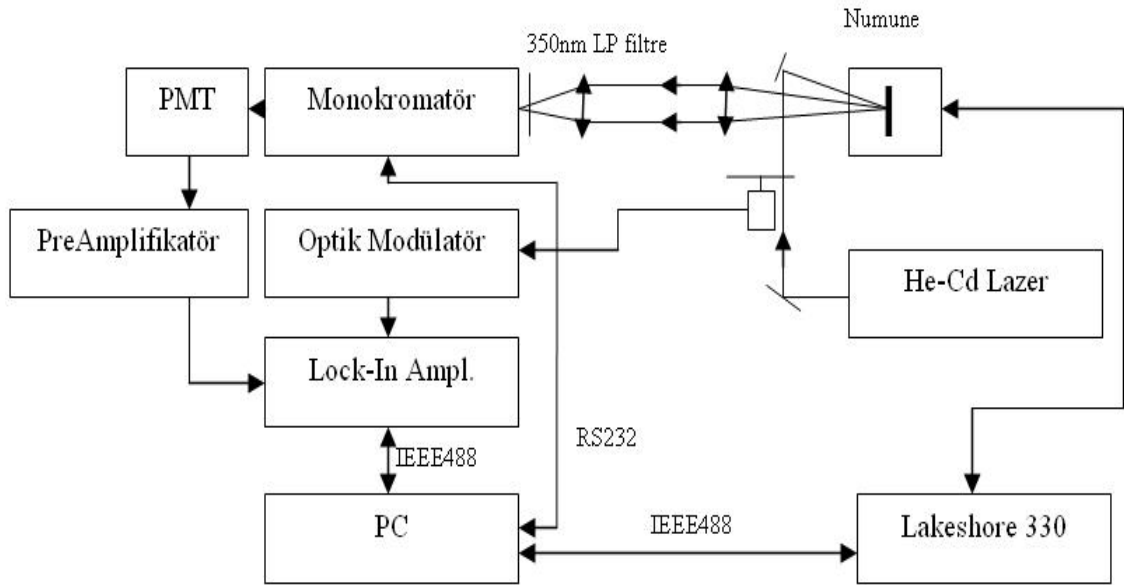 Numune
350nm LP filtre
PMT
Monokromatör
PreAmplifikatör
Optik Modülatör
He-Cd Lazer
Lock-In Ampl.
RS232
IEEE488
PC
IEEE488
Lakeshore 330